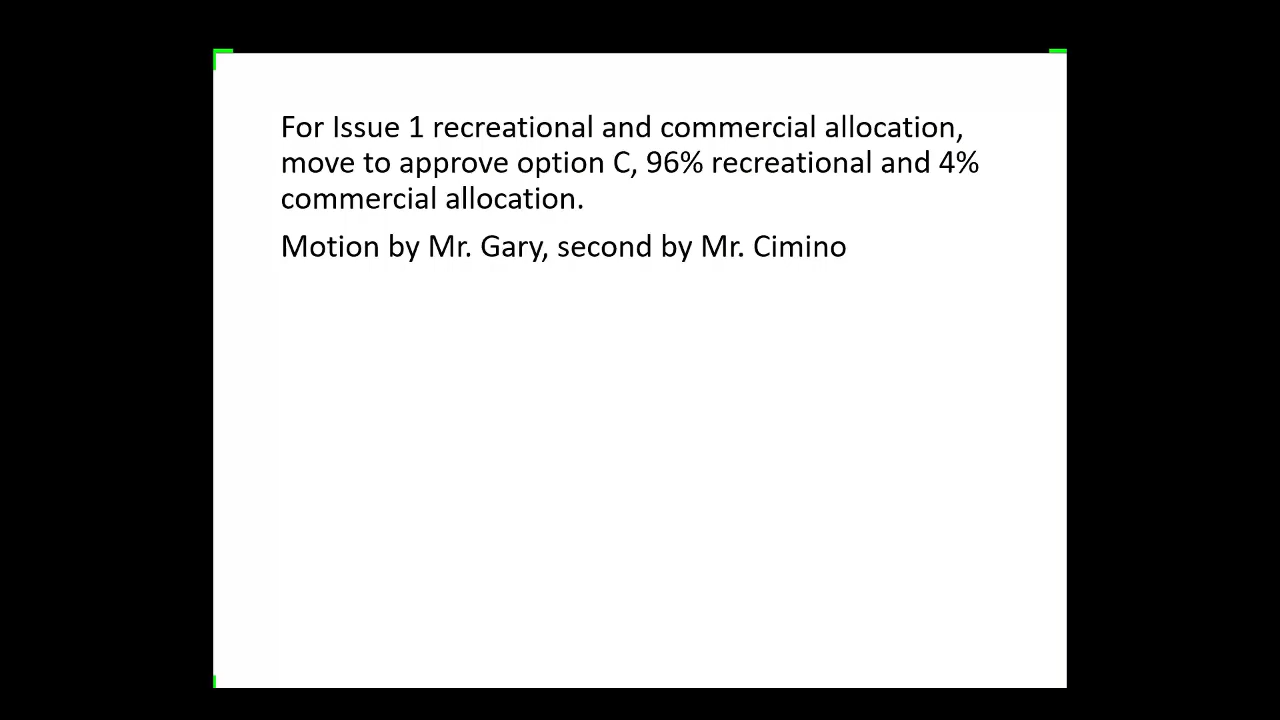 For Issue 1 recreational and commercial allocation,
move to approve option C, 96% recreational and 4%
commercial allocation.
Motion by Mr. Gary, second by Mr. Cimino